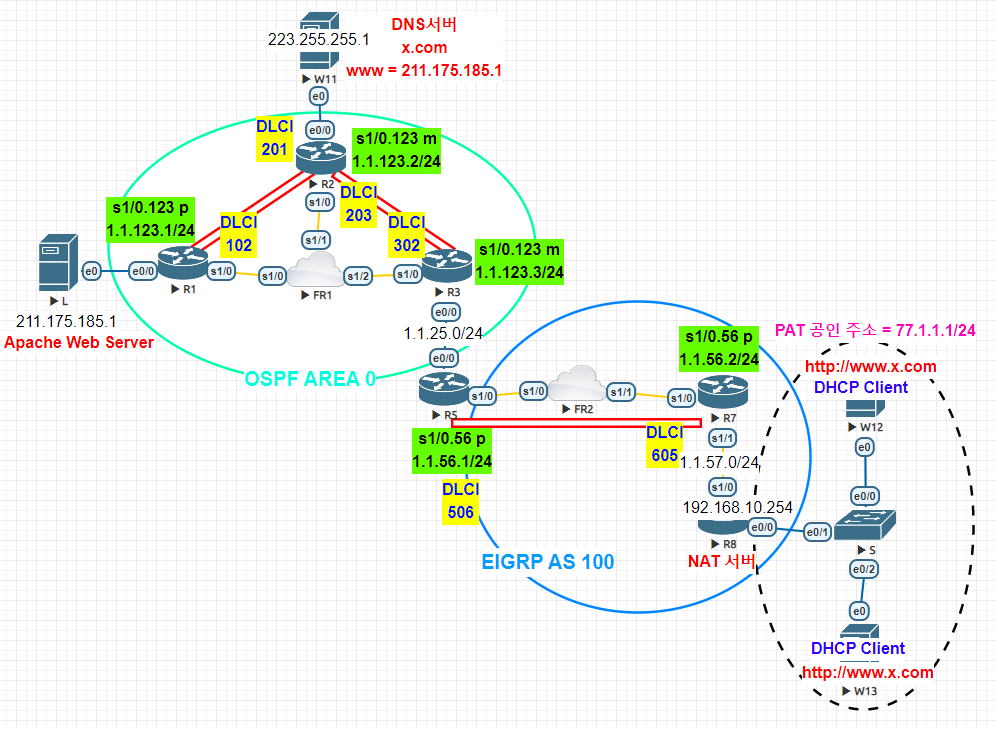 DNS서버
x.com
www = 211.175.185.1
223.255.255.1
W11
e0
e0/0
DLCI
201
s1/0.123 m
1.1.123.2/24
R2
s1/0
DLCI
203
s1/0.123 p
1.1.123.1/24
DLCI
102
DLCI
302
s1/0.123 m
1.1.123.3/24
s1/1
e0
e0/0
s1/0
s1/0
s1/2
s1/0
L
R1
FR1
R3
211.175.185.1
Apache Web Server
e0/0
1.1.25.0/24
e0/0
OSPF AREA 0
PAT 공인 주소 = 77.1.1.1/24
s1/0.56 p
1.1.56.2/24
http://www.x.com
DHCP Client
s1/0
s1/0
s1/1
s1/0
R5
FR2
R7
W12
s1/0.56 p
1.1.56.1/24
DLCI
605
s1/1
e0
1.1.57.0/24
DLCI
506
s1/0
e0/0
192.168.10.254
e0/0
e0/1
R8
S
NAT 서버
EIGRP AS 100
e0/2
e0
DHCP Client
http://www.x.com
W13